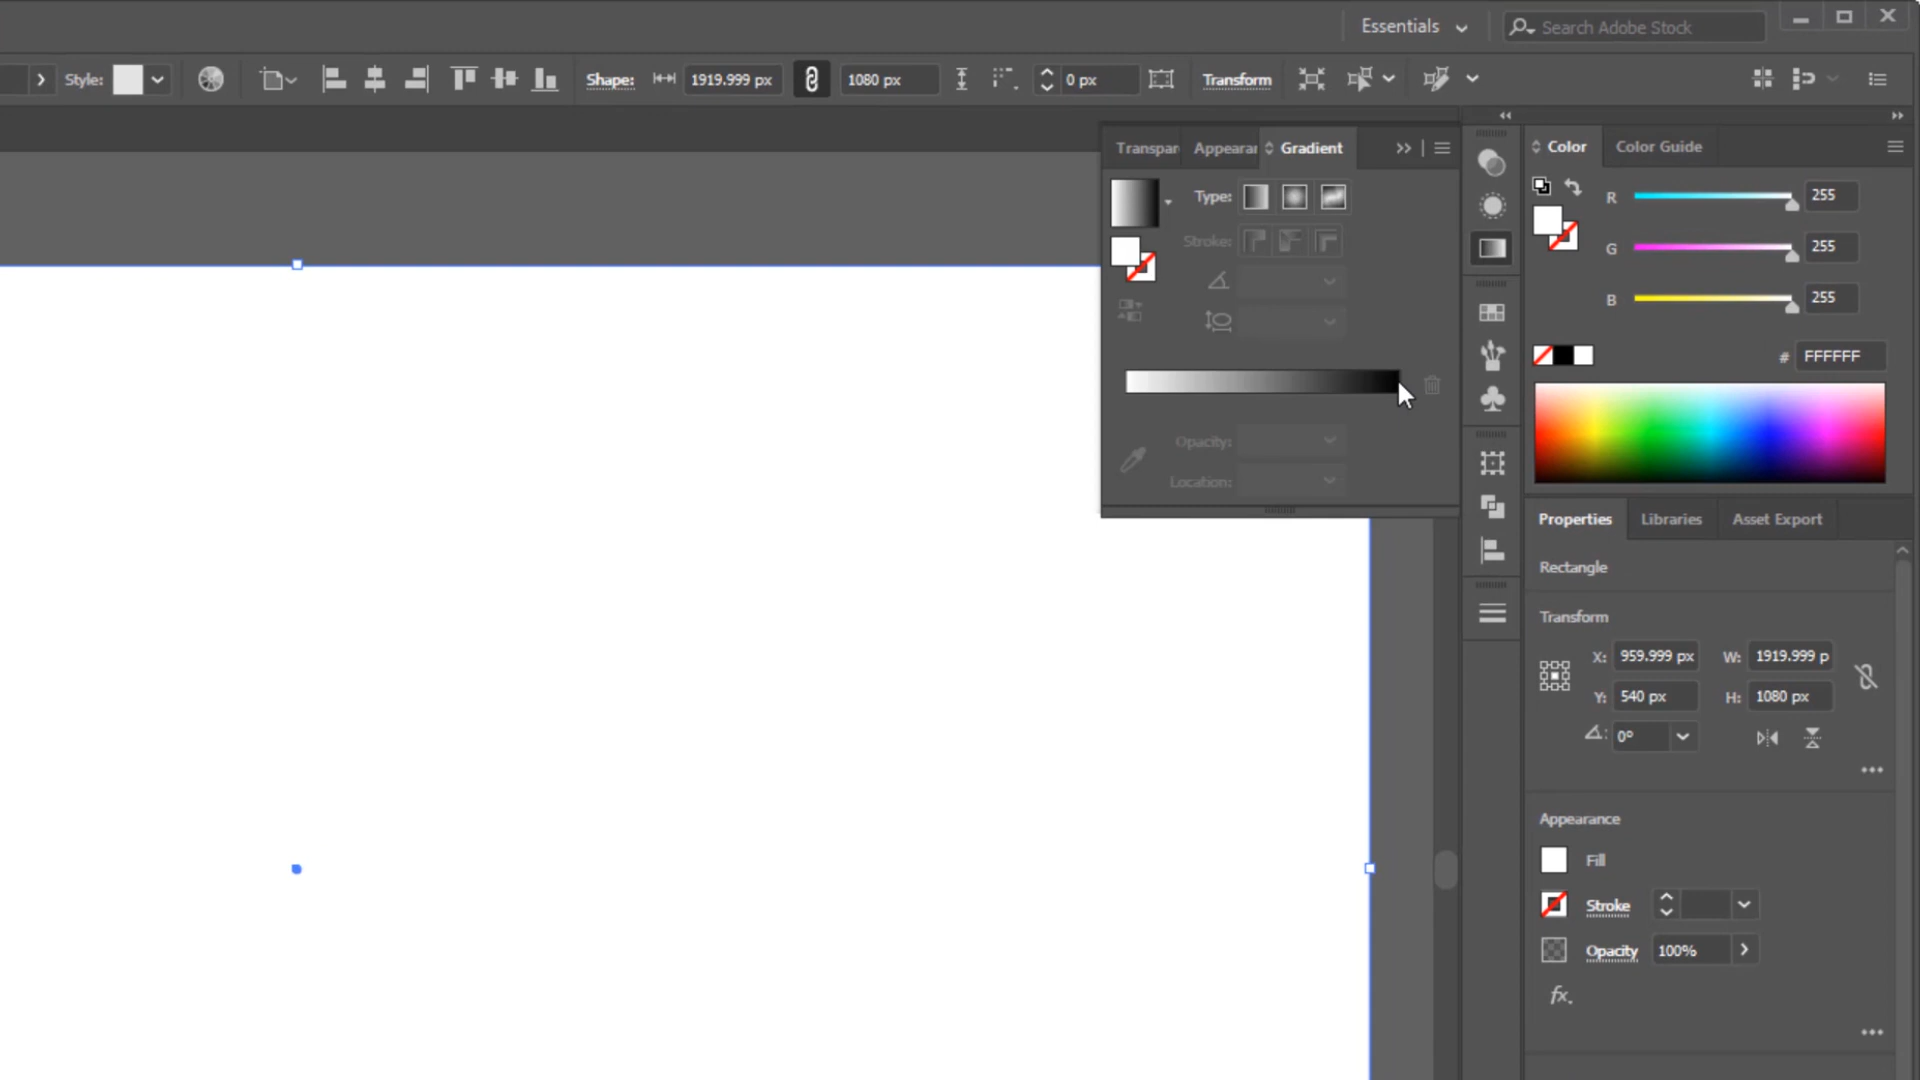 Essentials
Search Adobe Stock
Style:
Shape:
1919.999 px
1080 px
0 px
Transform
Transpar
Appearar
Gradient
Type:
Stroke:
Opacity:
Location:
Color
Color Guide
R
255
G
255
B
255
# FFFFFF
Properties
Libraries
Asset Export
Rectangle
Transform
X: 959.999 px
W: 1919.999 p
Y: 540 px
H: 1080 px
0°
Appearance
Fill
Stroke
Opacity
100%
fx.